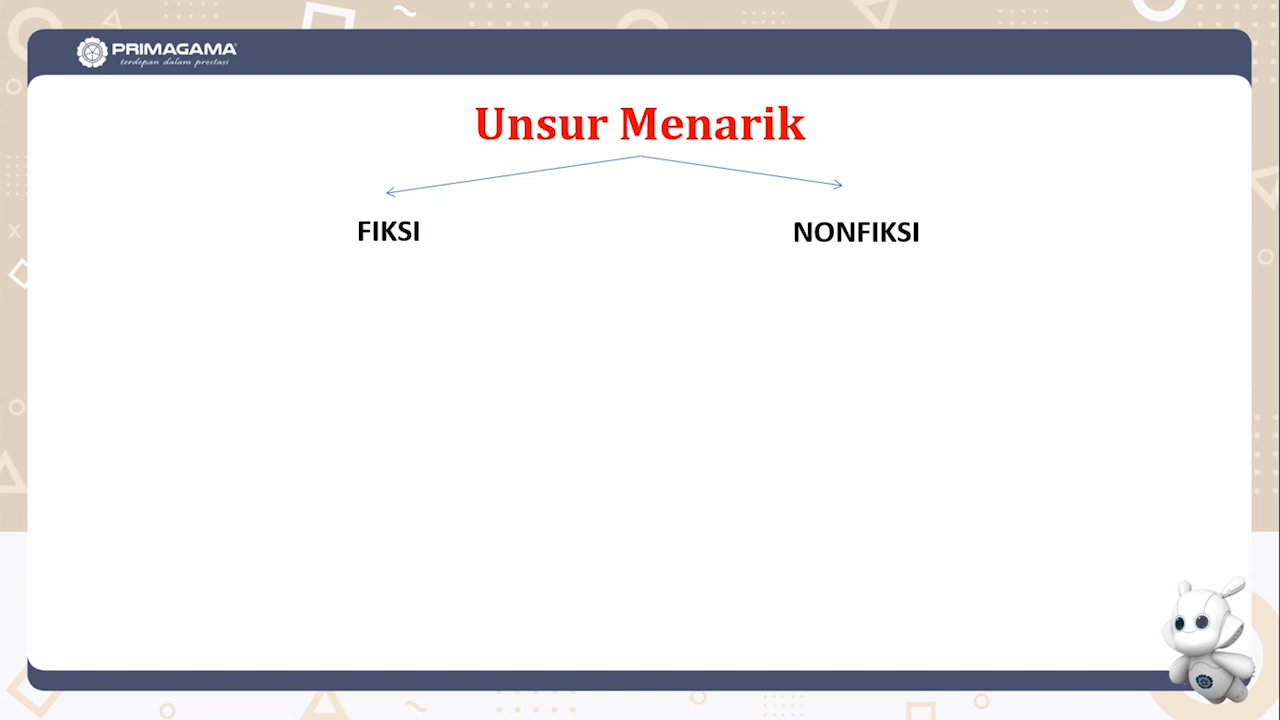 PRIMAGAMA
terdepan dalam prestasi
Unsur Menarik
FIKSI
NONFIKSI